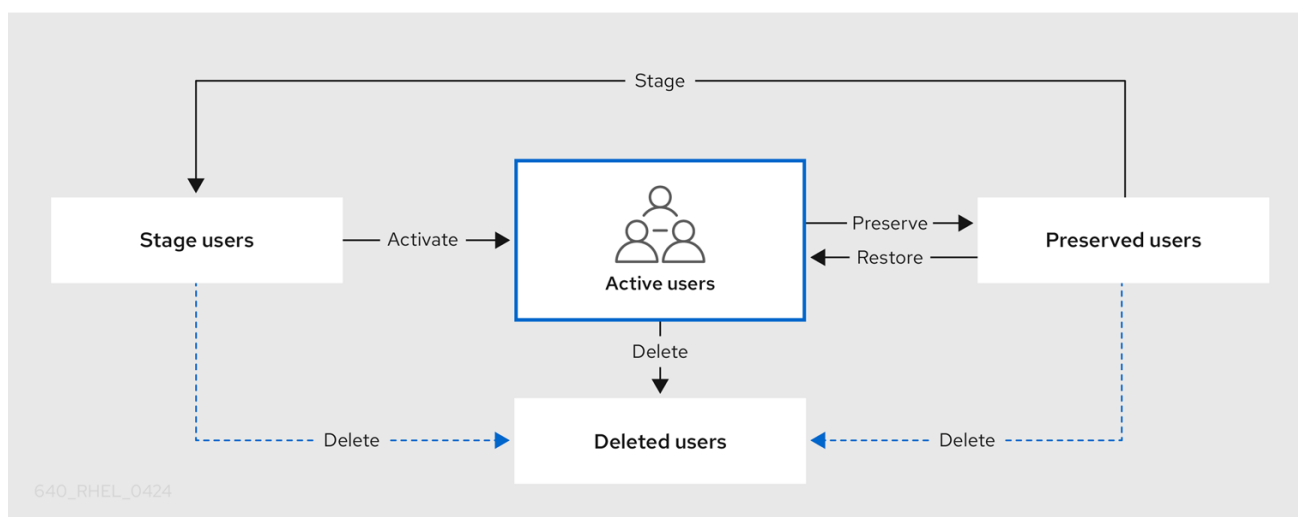 Stage
Stage users
Activate
Active users
Preserve
Restore
Preserved users
Delete
Delete
Deleted users
Delete
640_RHEL_0424